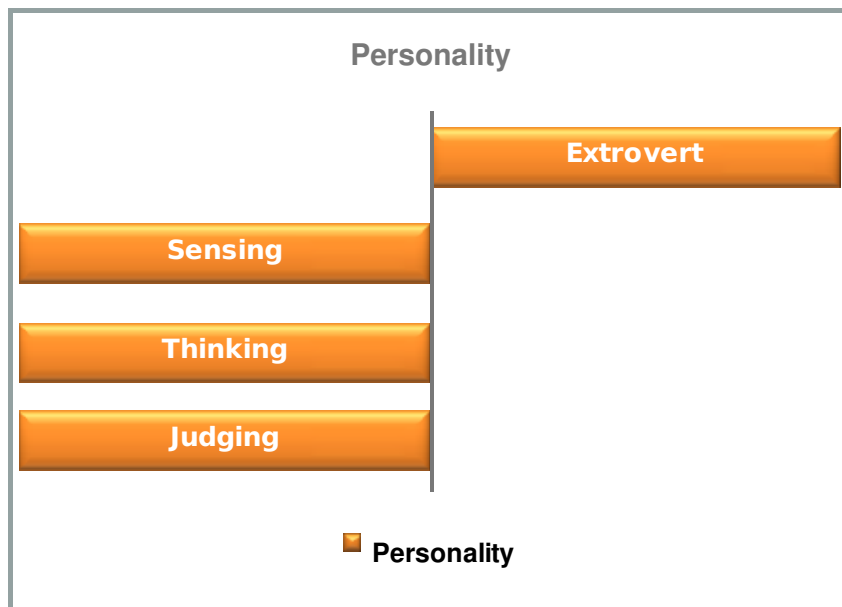 Personality
Extrovert
Sensing
Thinking
Judging
Personality